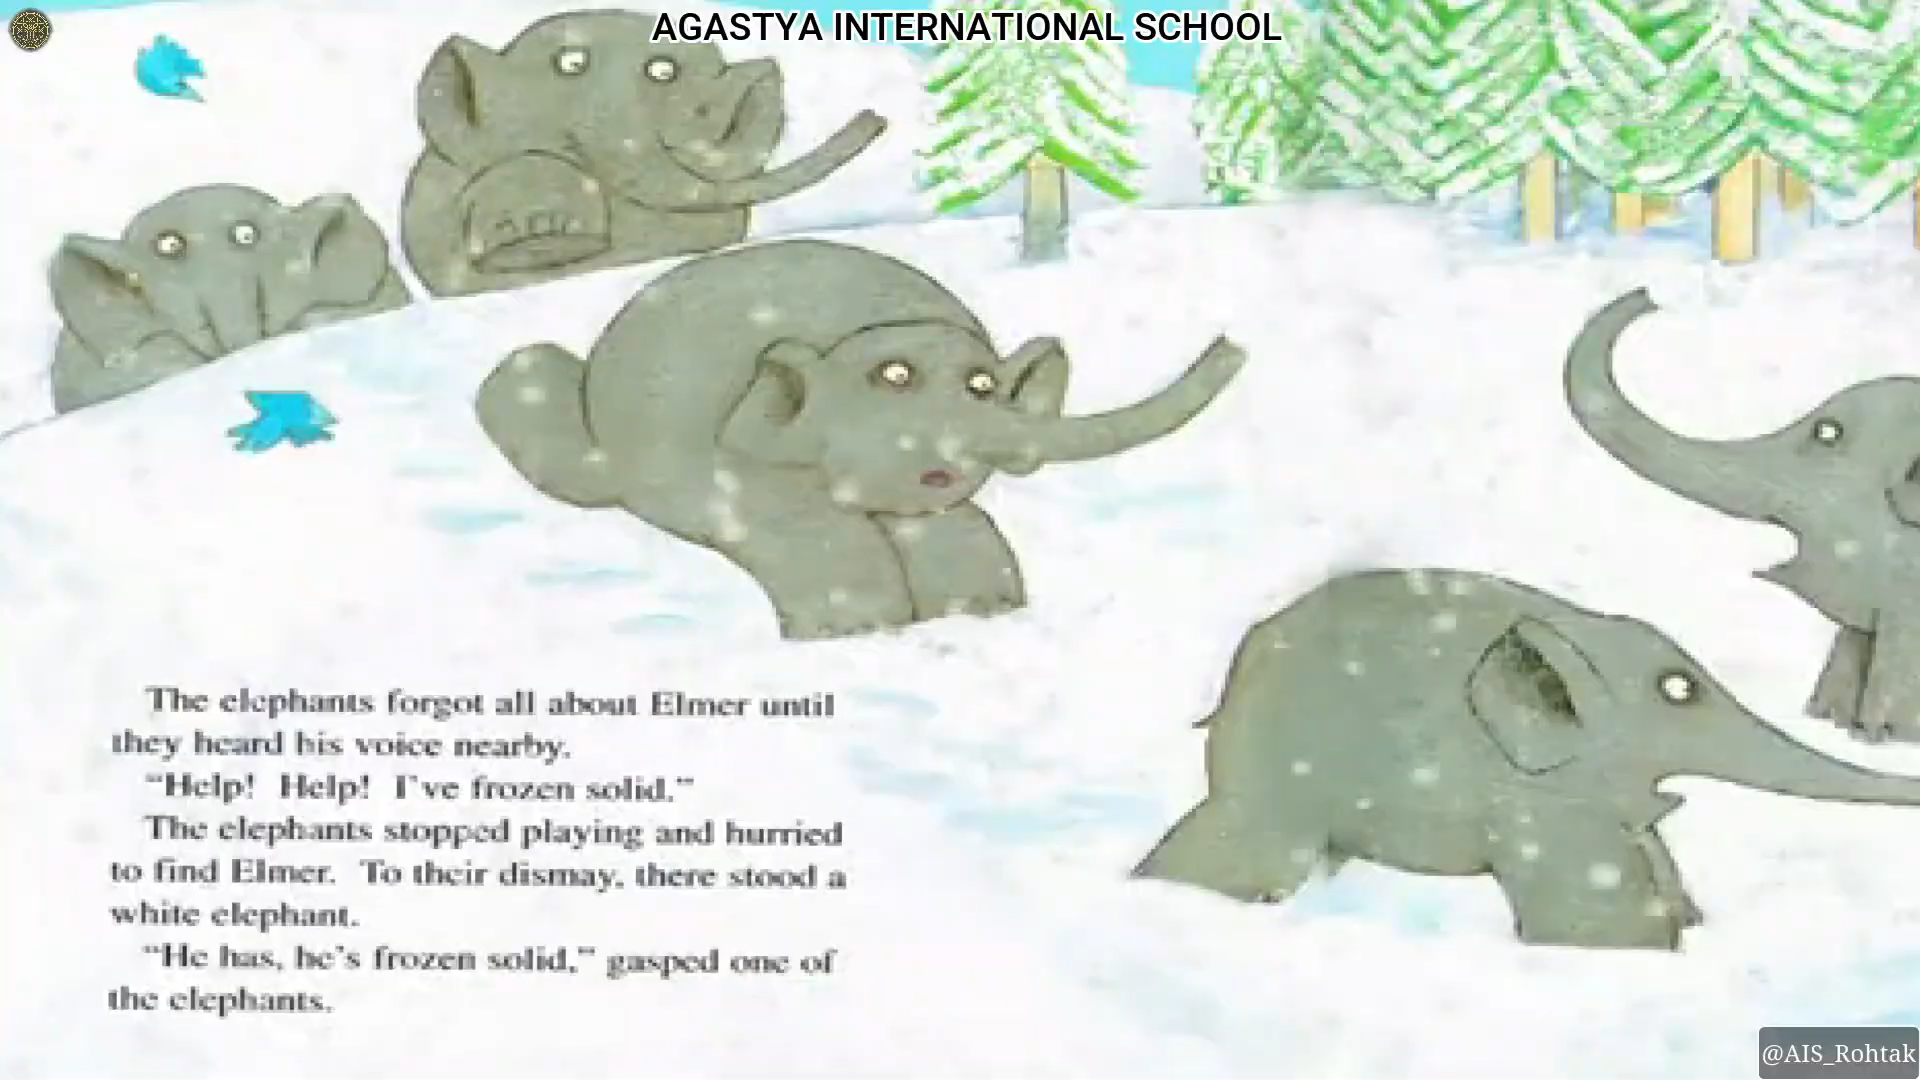 AGASTYA INTERNATIONAL SCHOOL
The elephants forgot all about Elmer until
they heard his voice nearby.
“Help! Help! I’ve frozen solid.”
The elephants stopped playing and hurried
to find Elmer. To their dismay, there stood a
white elephant.
“He has, he’s frozen solid,” gasped one of
the elephants.
@AIS_Rohtak